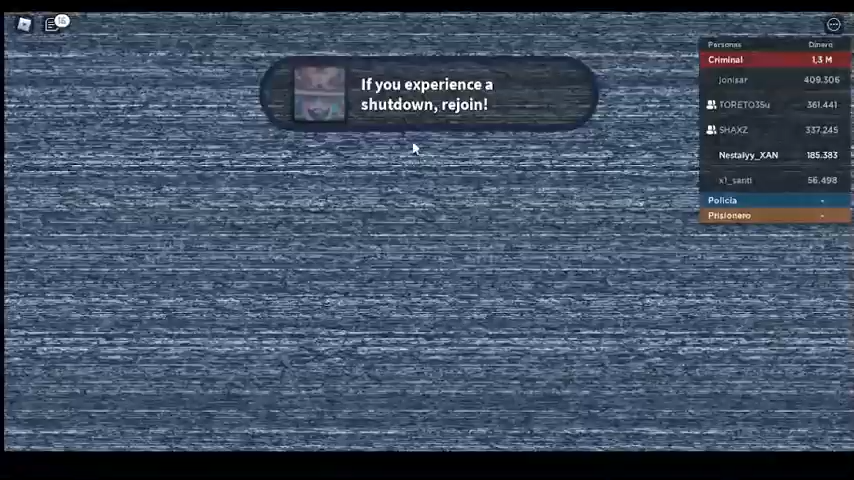 16
If you experience a
shutdown, rejoin!
Personas Dinero
Criminal 1,3 M
jonisar 409.306
TORETO35u 361.441
SHAXZ 337.245
Nestalyy_XAN 185.383
x1_santi 56.498
Policía -
Prisionero -